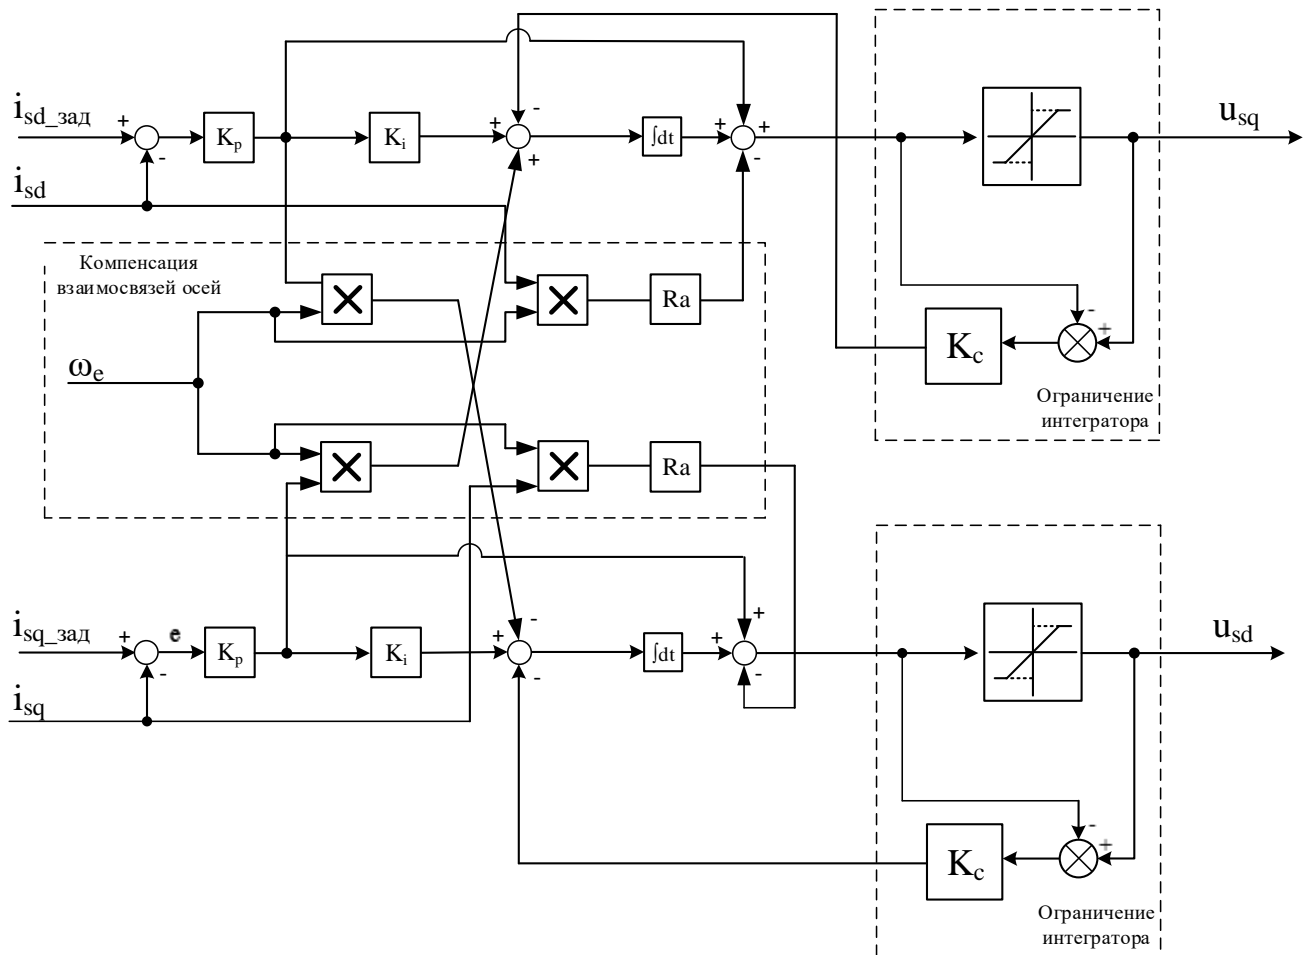 i_sd_зад
+
-
K_p
K_i
+
-
+
∫dt
+
+
-
u_sq
i_sd
Компенсация
взаимосвязей осей
Ra
-
+
K_c
ω_e
Ограничение
интегратора
Ra
i_sq_зад
+
-
e
K_p
K_i
+
-
-
∫dt
+
+
-
u_sd
i_sq
-
+
K_c
Ограничение
интегратора